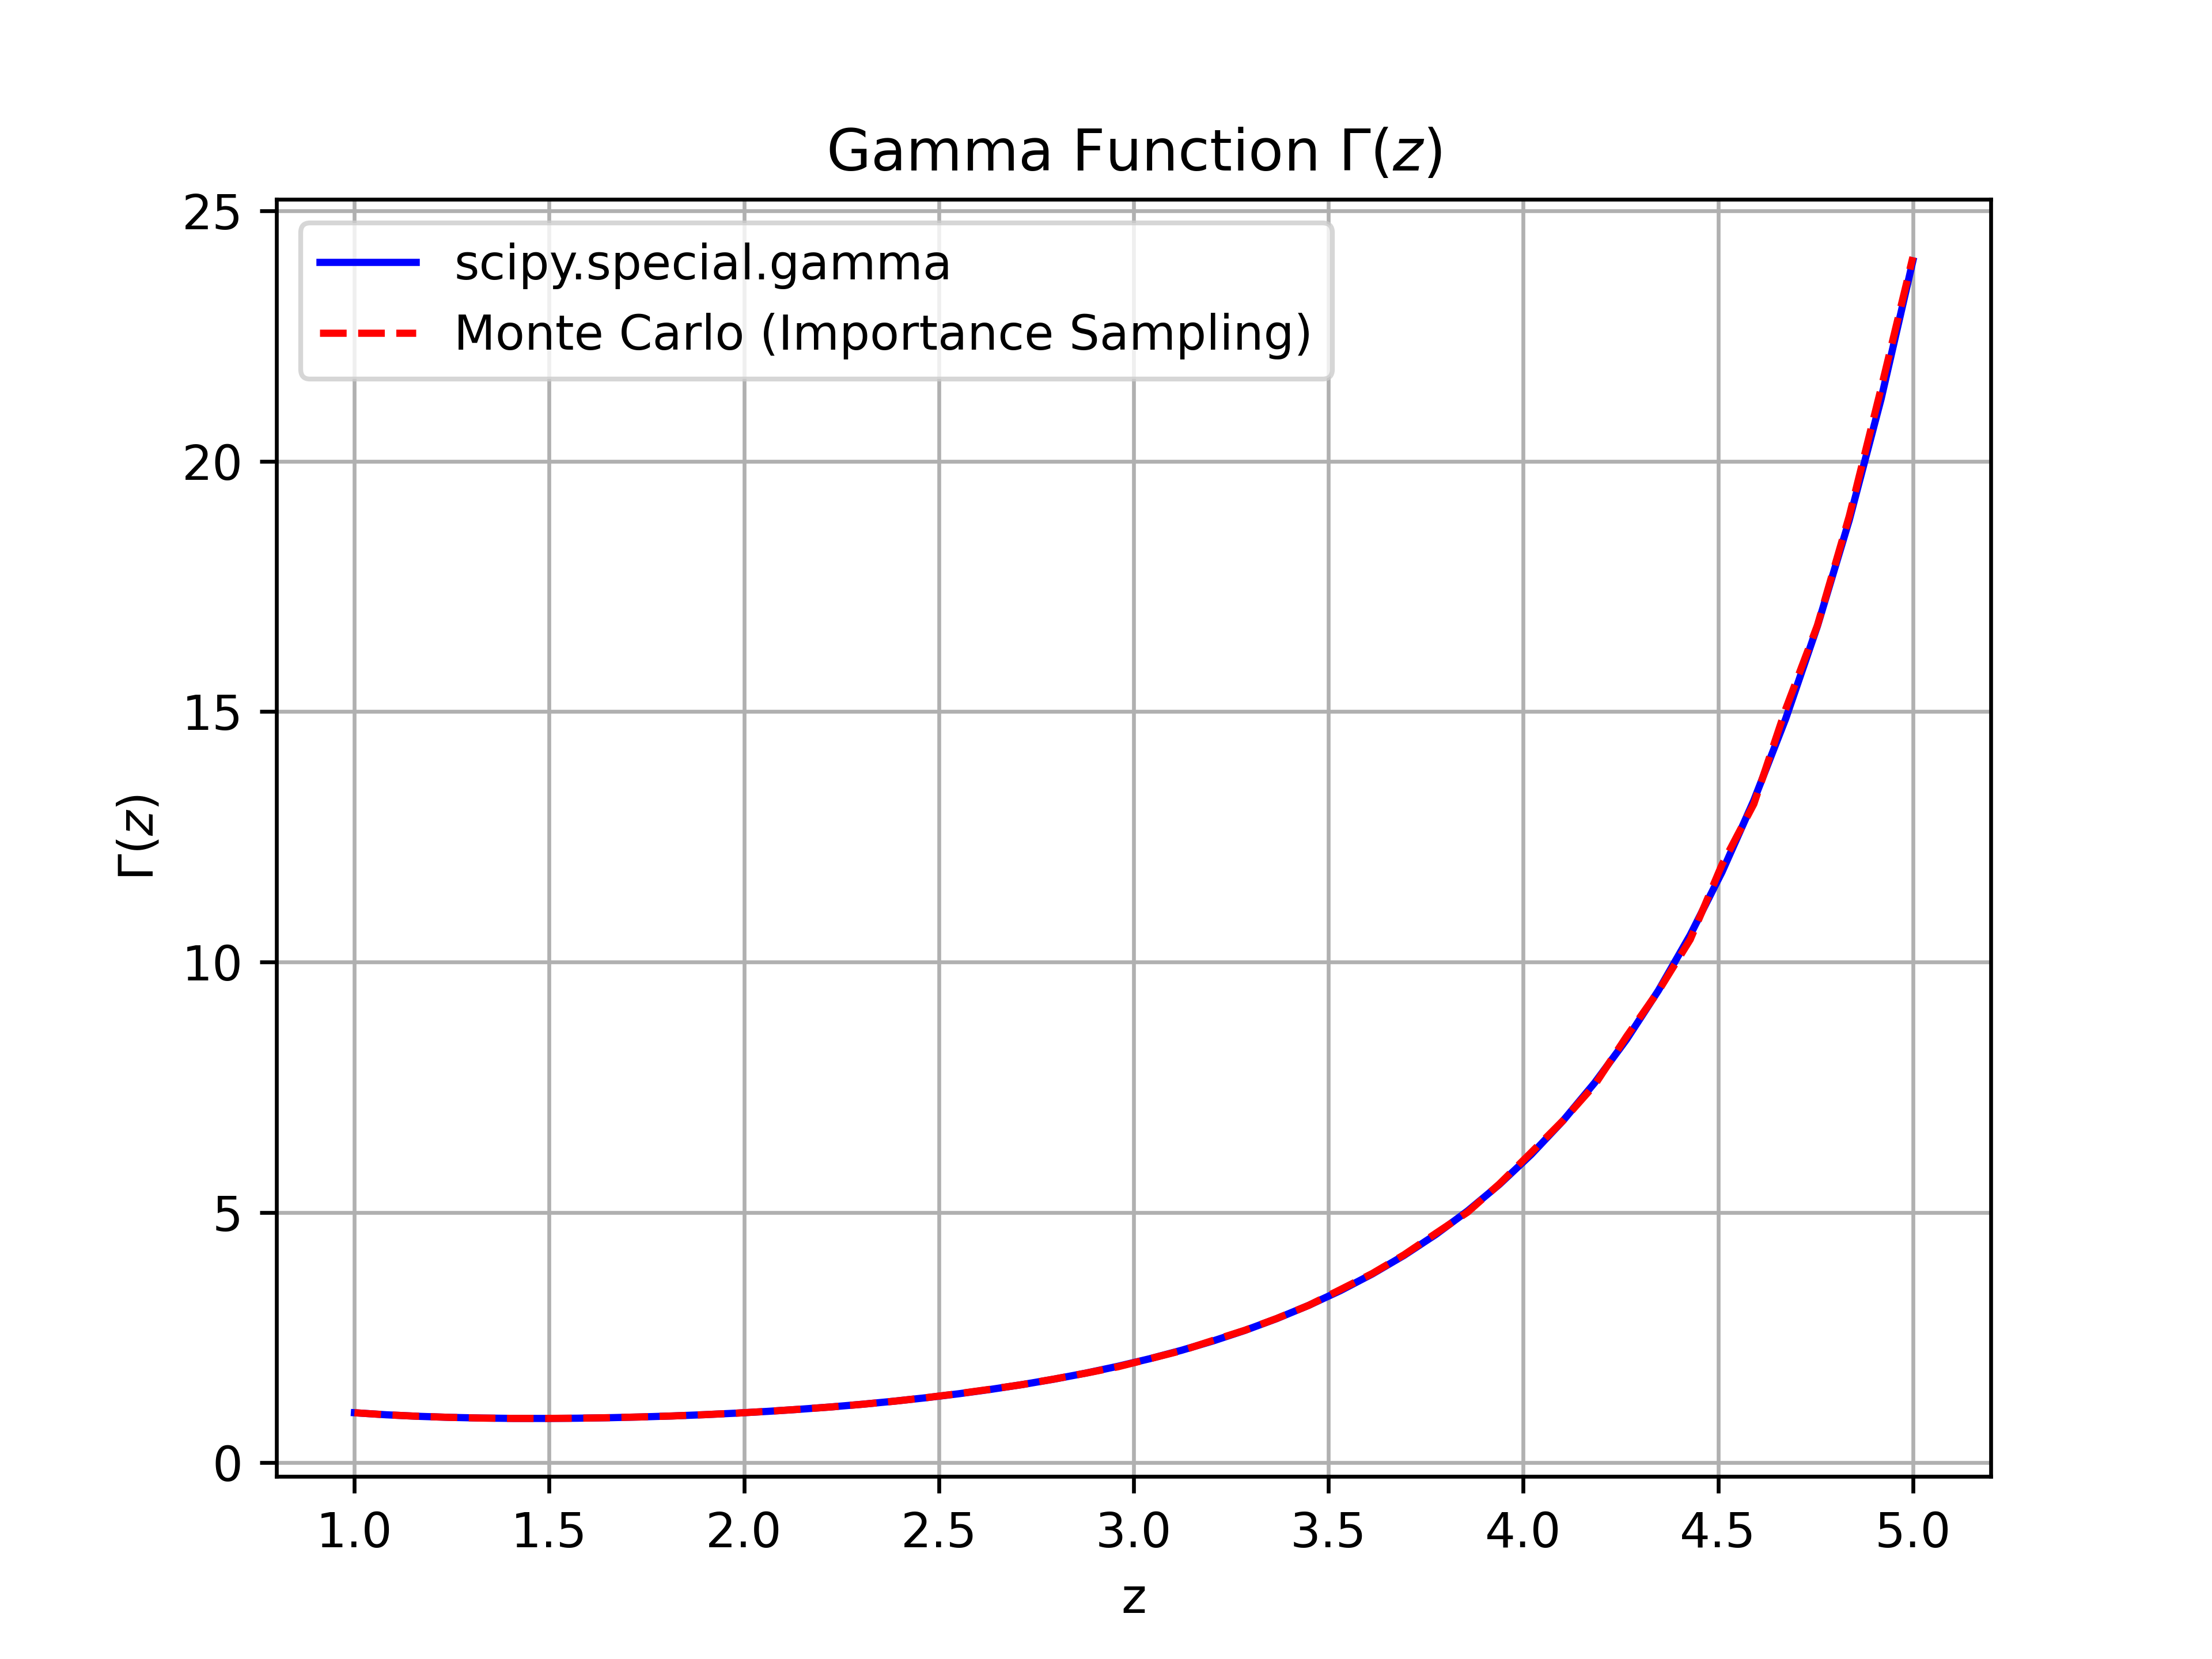 Gamma Function Γ(z)
25
scipy.special.gamma
Monte Carlo (Importance Sampling)
20
15
Γ(z)
10
5
0
1.0 1.5 2.0 2.5 3.0 3.5 4.0 4.5 5.0
z